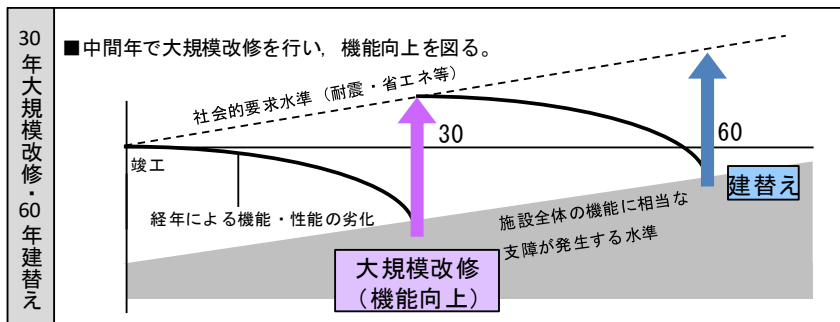 30年大規模改修・60年建替え
■中間年で大規模改修を行い，機能向上を図る。
社会的要求水準（耐震・省エネ等）
30
60
竣工
建替え
経年による機能・性能の劣化
施設全体の機能に相当な
支障が発生する水準
大規模改修
（機能向上）